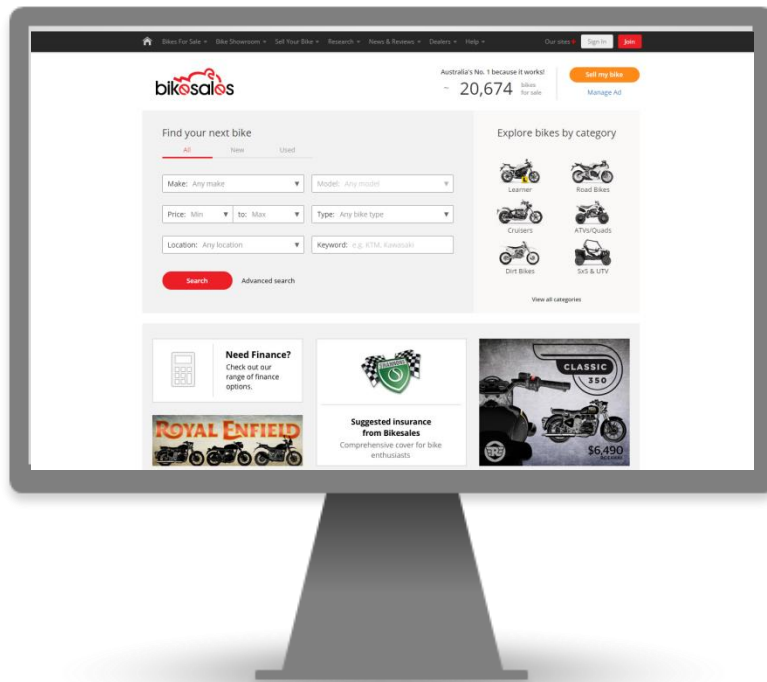 Bikes For Sale Bike Showroom Sell Your Bike Research News & Reviews Dealers Help Our sites Sign In Join
bikesales
Australia's No. 1 because it works!
20,674 bikes for sale
Sell my bike
Manage Ad
Find your next bike
All New Used
Make: Any make
Model: Any model
Price: Min to: Max
Type: Any bike type
Location: Any location
Keyword: e.g. KTM, Kawasaki
Search Advanced search
Explore bikes by category
Learner Road Bikes
Cruisers ATVs/Quads
Dirt Bikes SxS & UTV
View all categories
Need Finance?
Check out our
range of finance
options.
ROYAL ENFIELD
SHANNONS
S
Suggested insurance
from Bikesales
Comprehensive cover for bike
enthusiasts
CLASSIC
350
$6,490